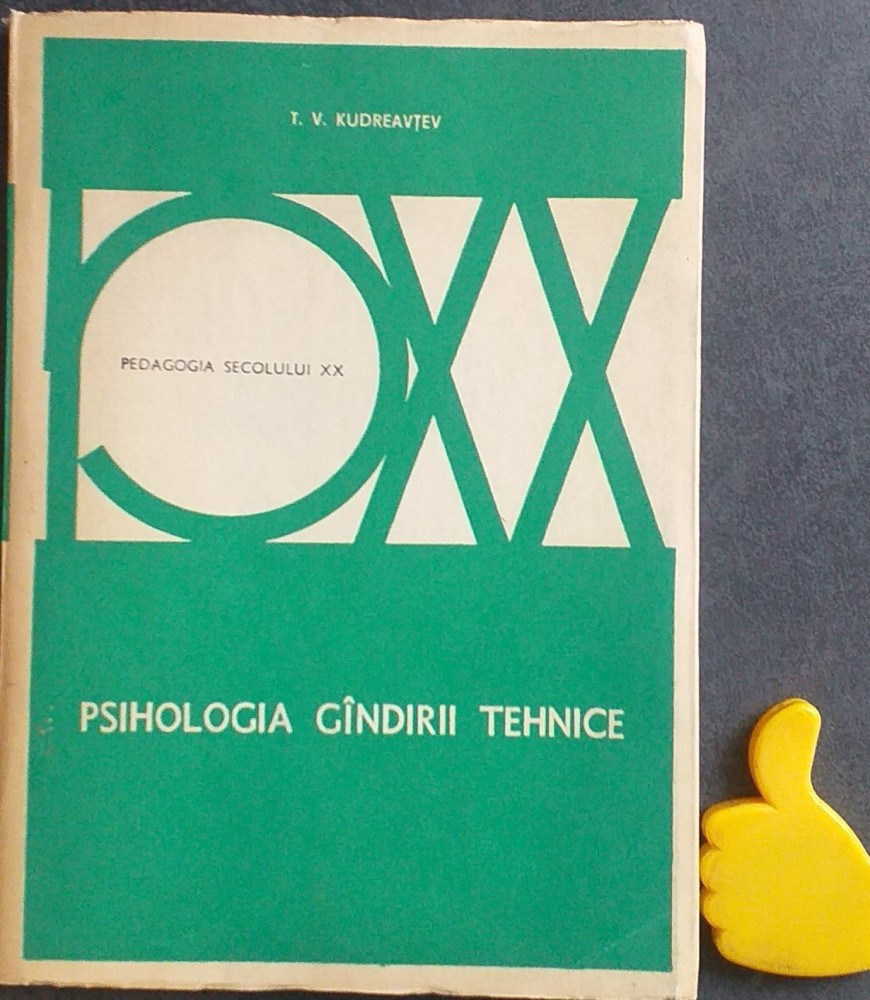 T. V. KUDREAVȚEV
PEDAGOGIA SECOLULUI XX
PSIHOLOGIA GÎNDIRII TEHNICE